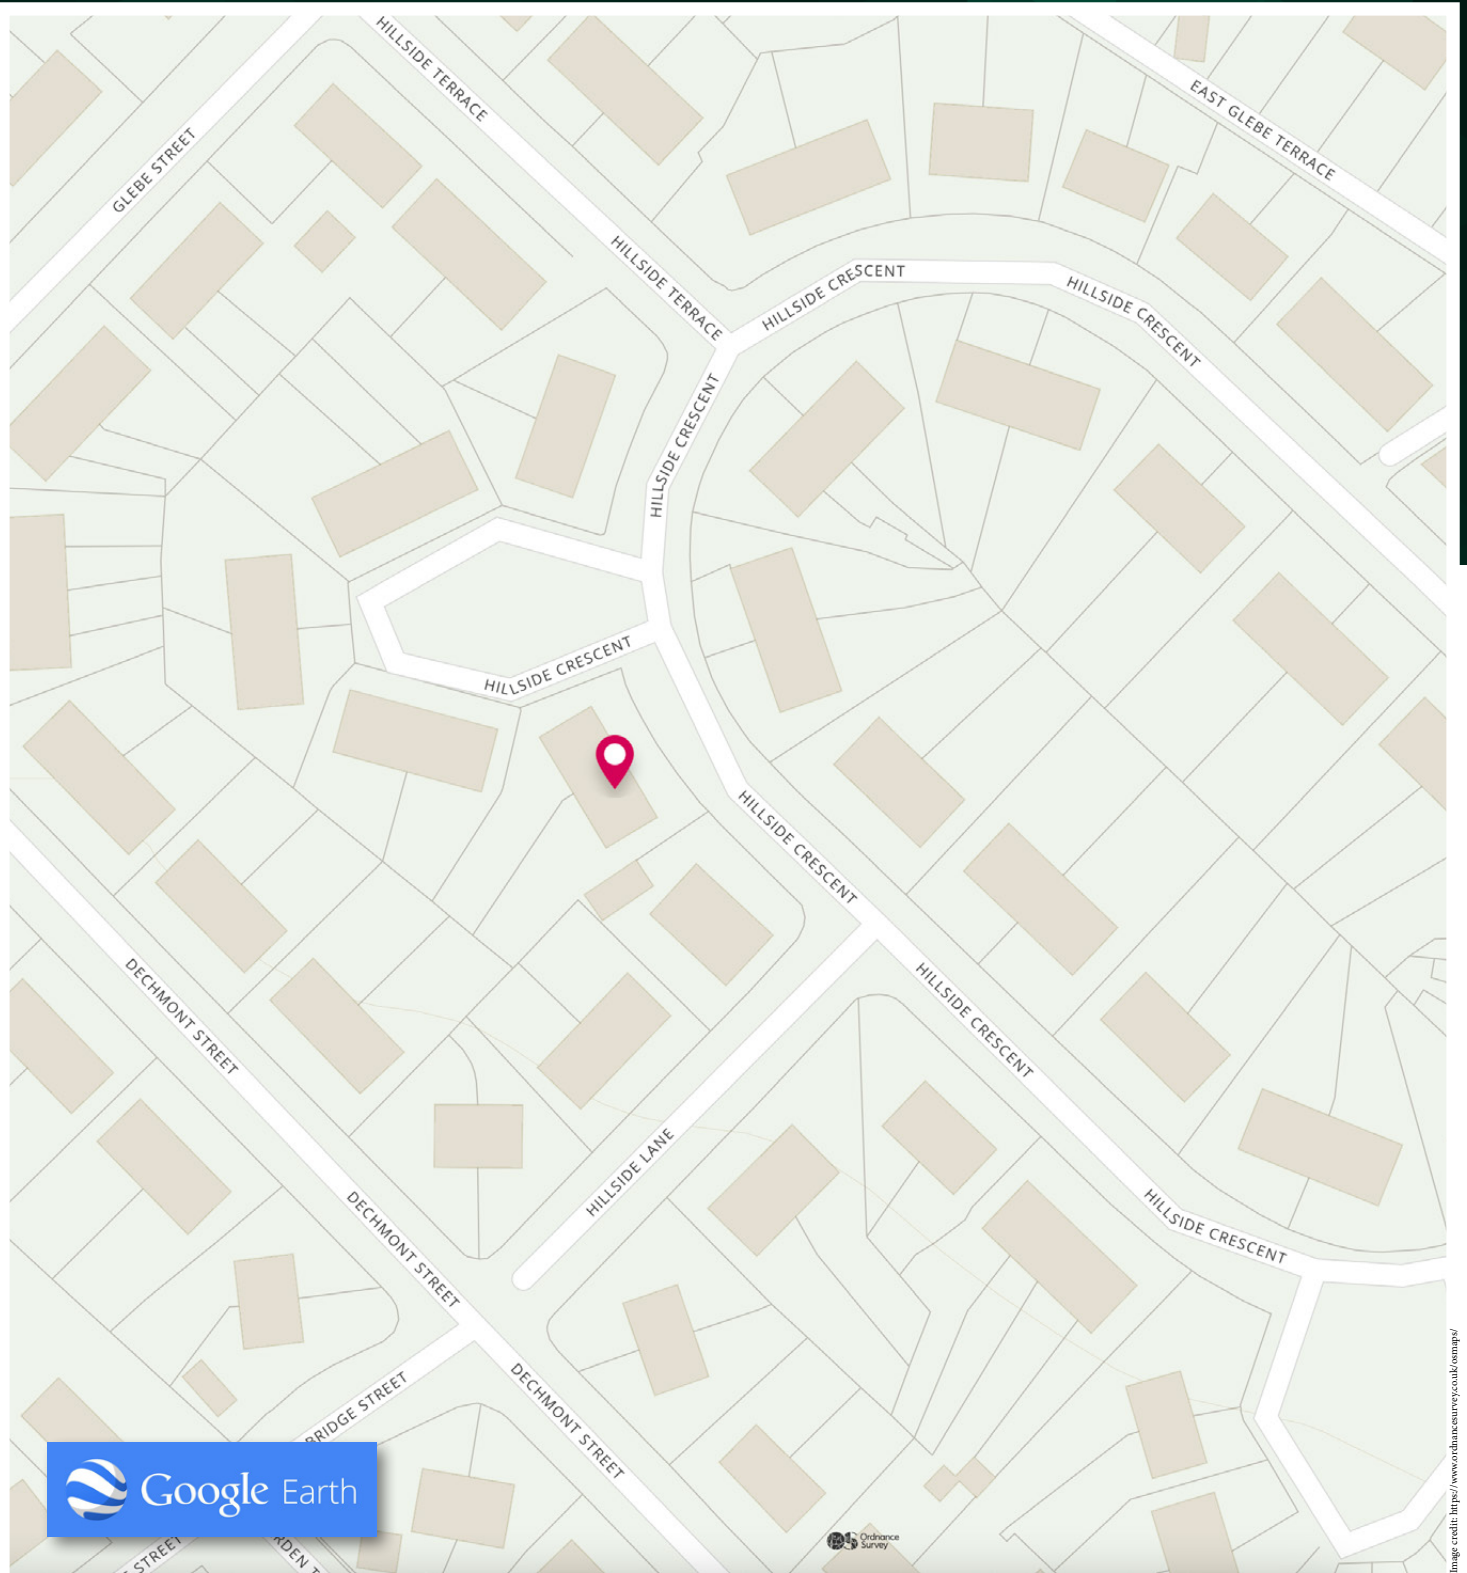 HILLSIDE TERRACE
EAST GLEBE TERRACE
GLEBE STREET
HILLSIDE TERRACE
HILLSIDE CRESCENT
HILLSIDE CRESCENT
HILLSIDE CRESCENT
HILLSIDE CRESCENT
HILLSIDE CRESCENT
DECHMONT STREET
HILLSIDE CRESCENT
HILLSIDE LANE
HILLSIDE CRESCENT
DECHMONT STREET
BRIDGE STREET
DECHMONT STREET
Google Earth
STREET
RDEN T
Ordnance
Survey
Image credit: https://www.ordnancesurvey.co.uk/osmaps/